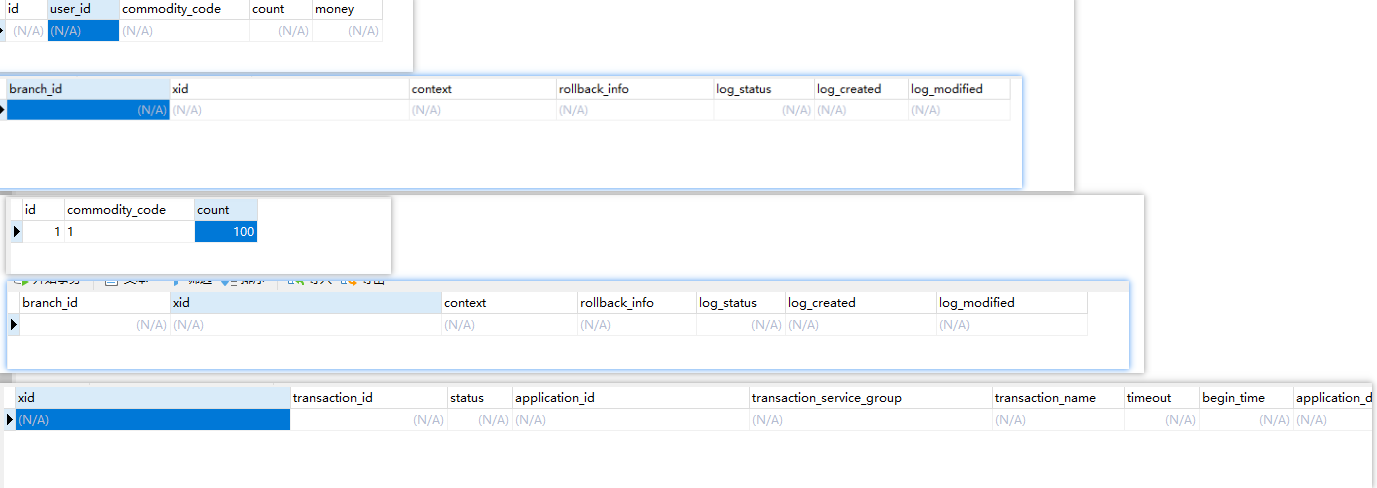 id user_id commodity_code count money
(N/A) (N/A) (N/A) (N/A) (N/A)
branch_id xid context rollback_info log_status log_created log_modified
(N/A) (N/A) (N/A) (N/A) (N/A) (N/A) (N/A)
id commodity_code count
1 1 100
branch_id xid context rollback_info log_status log_created log_modified
(N/A) (N/A) (N/A) (N/A) (N/A) (N/A) (N/A)
xid transaction_id status application_id transaction_service_group transaction_name timeout begin_time application_d
(N/A) (N/A) (N/A) (N/A) (N/A) (N/A) (N/A) (N/A) (N/A)